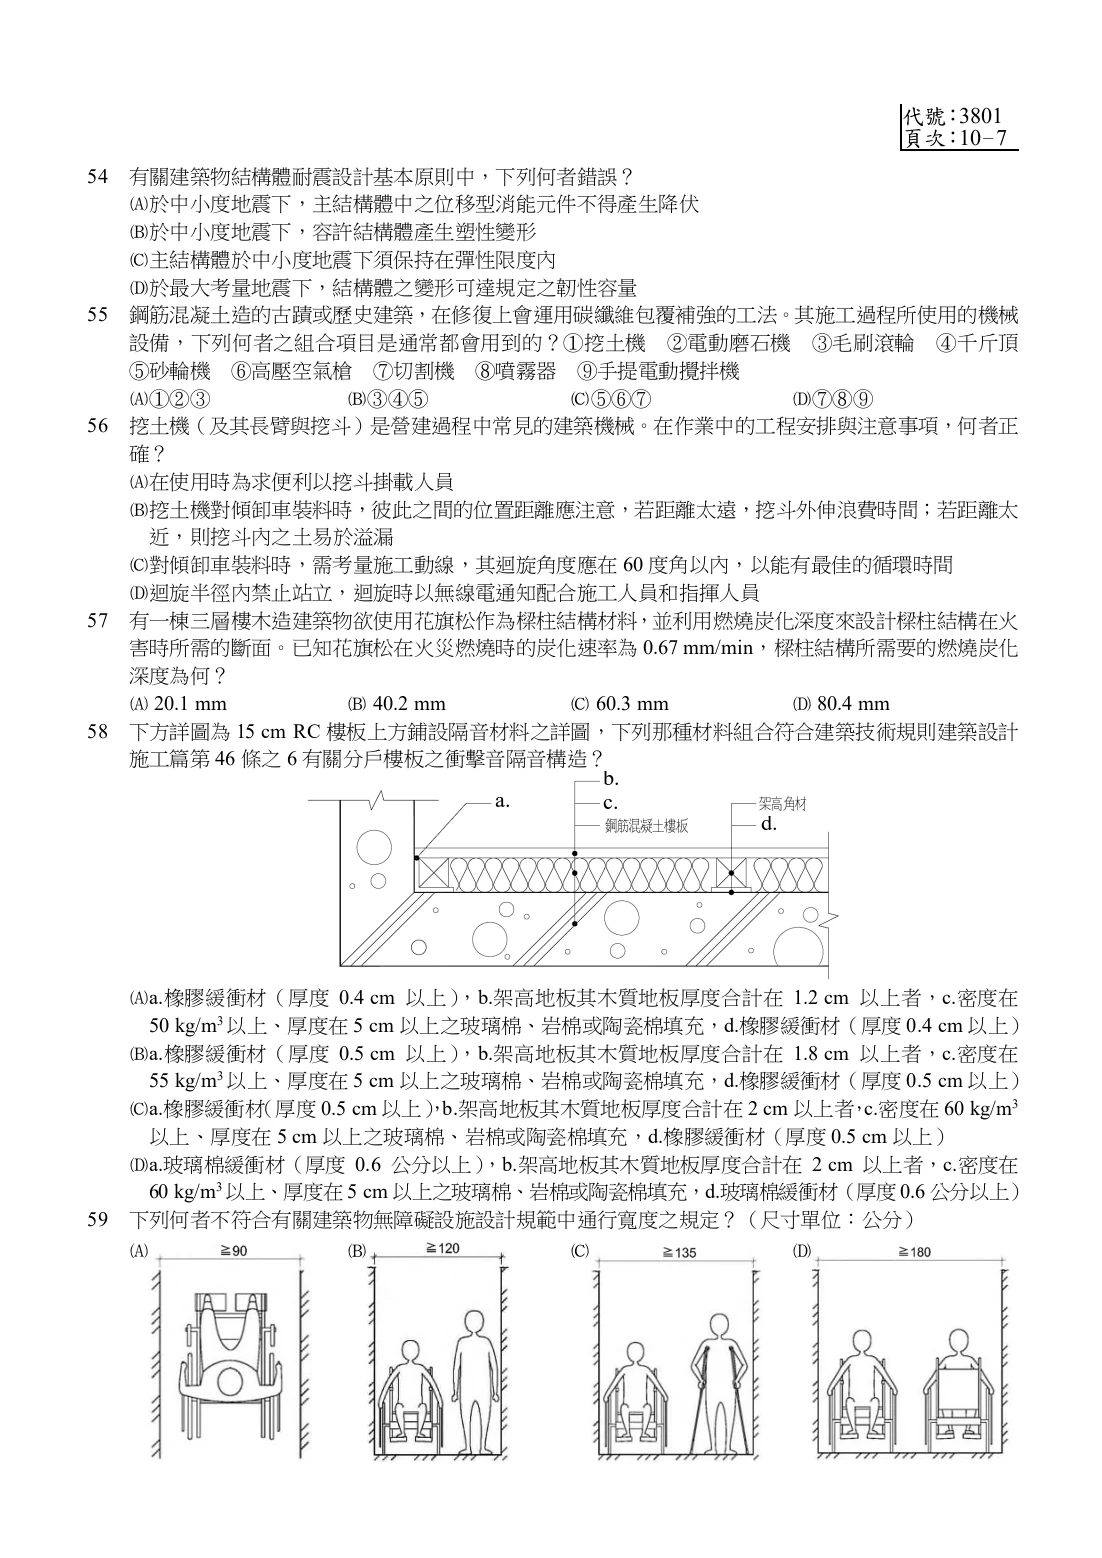 代號：3801
頁次：10－7
54 有關建築物結構體耐震設計基本原則中，下列何者錯誤？
(A)於中小度地震下，主結構體中之位移型消能元件不得產生降伏
(B)於中小度地震下，容許結構體產生塑性變形
(C)主結構體於中小度地震下須保持在彈性限度內
(D)於最大考量地震下，結構體之變形可達規定之韌性容量
55 鋼筋混凝土造的古蹟或歷史建築，在修復上會運用碳纖維包覆補強的工法。其施工過程所使用的機械
設備，下列何者之組合項目是通常都會用到的？①挖土機 ②電動磨石機 ③毛刷滾輪 ④千斤頂
⑤砂輪機 ⑥高壓空氣槍 ⑦切割機 ⑧噴霧器 ⑨手提電動攪拌機
(A)①②③ (B)③④⑤ (C)⑤⑥⑦ (D)⑦⑧⑨
56 挖土機（及其長臂與挖斗）是營建過程中常見的建築機械。在作業中的工程安排與注意事項，何者正
確？
(A)在使用時為求便利以挖斗掛載人員
(B)挖土機對傾卸車裝料時，彼此之間的位置距離應注意，若距離太遠，挖斗外伸浪費時間；若距離太
近，則挖斗內之土易於溢漏
(C)對傾卸車裝料時，需考量施工動線，其迴旋角度應在 60 度角以內，以能有最佳的循環時間
(D)迴旋半徑內禁止站立，迴旋時以無線電通知配合施工人員和指揮人員
57 有一棟三層樓木造建築物欲使用花旗松作為樑柱結構材料，並利用燃燒炭化深度來設計樑柱結構在火
害時所需的斷面。已知花旗松在火災燃燒時的炭化速率為 0.67 mm/min，樑柱結構所需要的燃燒炭化
深度為何？
(A) 20.1 mm (B) 40.2 mm (C) 60.3 mm (D) 80.4 mm
58 下方詳圖為 15 cm RC 樓板上方鋪設隔音材料之詳圖，下列那種材料組合符合建築技術規則建築設計
施工篇第 46 條之 6 有關分戶樓板之衝擊音隔音構造？
b.
a. c. 架高角材
鋼筋混凝土樓板 d.
(A)a.橡膠緩衝材（厚度 0.4 cm 以上），b.架高地板其木質地板厚度合計在 1.2 cm 以上者，c.密度在
50 kg/m³以上、厚度在 5 cm 以上之玻璃棉、岩棉或陶瓷棉填充，d.橡膠緩衝材（厚度 0.4 cm 以上）
(B)a.橡膠緩衝材（厚度 0.5 cm 以上），b.架高地板其木質地板厚度合計在 1.8 cm 以上者，c.密度在
55 kg/m³以上、厚度在 5 cm 以上之玻璃棉、岩棉或陶瓷棉填充，d.橡膠緩衝材（厚度 0.5 cm 以上）
(C)a.橡膠緩衝材（厚度 0.5 cm 以上），b.架高地板其木質地板厚度合計在 2 cm 以上者，c.密度在 60 kg/m³
以上、厚度在 5 cm 以上之玻璃棉、岩棉或陶瓷棉填充，d.橡膠緩衝材（厚度 0.5 cm 以上）
(D)a.玻璃棉緩衝材（厚度 0.6 公分以上），b.架高地板其木質地板厚度合計在 2 cm 以上者，c.密度在
60 kg/m³以上、厚度在 5 cm 以上之玻璃棉、岩棉或陶瓷棉填充，d.玻璃棉緩衝材（厚度 0.6 公分以上）
59 下列何者不符合有關建築物無障礙設施設計規範中通行寬度之規定？（尺寸單位：公分）
(A) ≧90 (B) ≧120 (C) ≧135 (D) ≧180